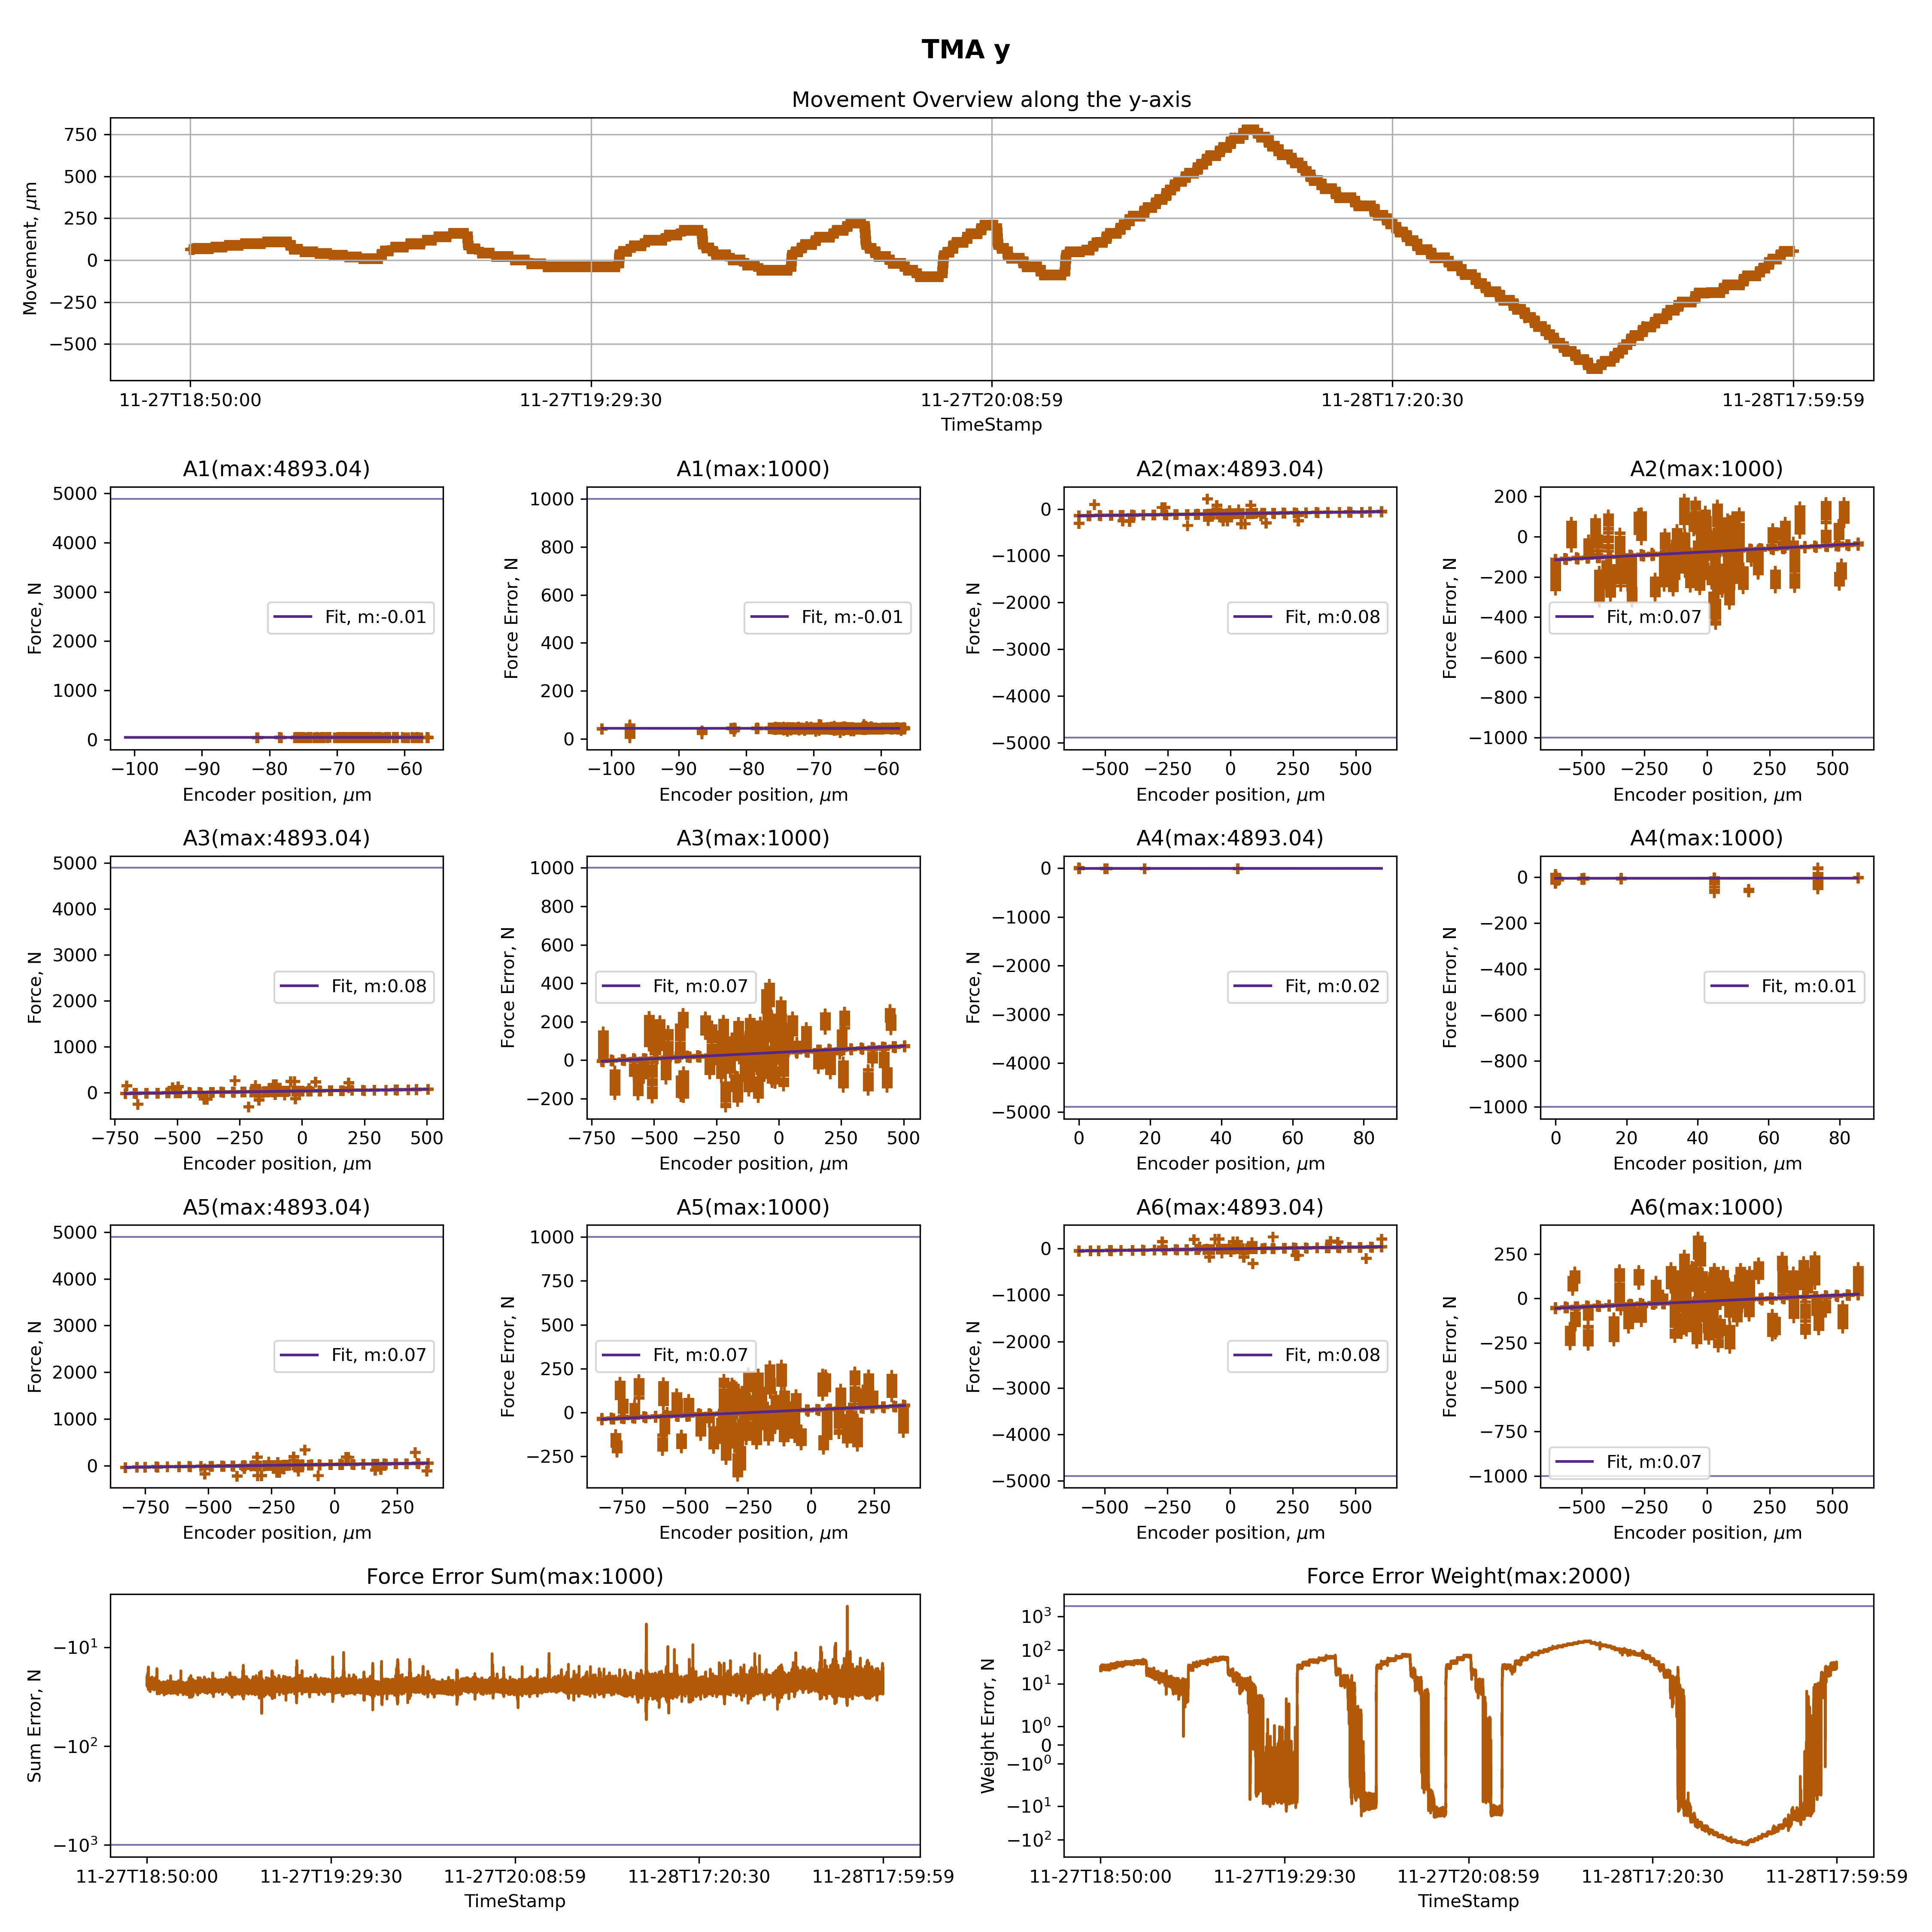 TMA y
Movement Overview along the y-axis
Movement, μm
750
500
250
0
−250
−500
11-27T18:50:00 11-27T19:29:30 11-27T20:08:59 11-28T17:20:30 11-28T17:59:59
TimeStamp
A1(max:4893.04)
Force, N
5000
4000
3000
2000
1000
0
Fit, m:-0.01
−100 −90 −80 −70 −60
Encoder position, μm
A1(max:1000)
Force Error, N
1000
800
600
400
200
0
Fit, m:-0.01
−100 −90 −80 −70 −60
Encoder position, μm
A2(max:4893.04)
Force, N
0
−1000
−2000
−3000
−4000
−5000
Fit, m:0.08
−500 −250 0 250 500
Encoder position, μm
A2(max:1000)
Force Error, N
200
0
−200
−400
−600
−800
−1000
Fit, m:0.07
−500 −250 0 250 500
Encoder position, μm
A3(max:4893.04)
Force, N
5000
4000
3000
2000
1000
0
Fit, m:0.08
−750 −500 −250 0 250 500
Encoder position, μm
A3(max:1000)
Force Error, N
1000
800
600
400
200
0
−200
Fit, m:0.07
−750 −500 −250 0 250 500
Encoder position, μm
A4(max:4893.04)
Force, N
0
−1000
−2000
−3000
−4000
−5000
Fit, m:0.02
0 20 40 60 80
Encoder position, μm
A4(max:1000)
Force Error, N
0
−200
−400
−600
−800
−1000
Fit, m:0.01
0 20 40 60 80
Encoder position, μm
A5(max:4893.04)
Force, N
5000
4000
3000
2000
1000
0
Fit, m:0.07
−750 −500 −250 0 250
Encoder position, μm
A5(max:1000)
Force Error, N
1000
750
500
250
0
−250
Fit, m:0.07
−750 −500 −250 0 250
Encoder position, μm
A6(max:4893.04)
Force, N
0
−1000
−2000
−3000
−4000
−5000
Fit, m:0.08
−500 −250 0 250 500
Encoder position, μm
A6(max:1000)
Force Error, N
250
0
−250
−500
−750
−1000
Fit, m:0.07
−500 −250 0 250 500
Encoder position, μm
Force Error Sum(max:1000)
Sum Error, N
−10¹
−10²
−10³
11-27T18:50:00 11-27T19:29:30 11-27T20:08:59 11-28T17:20:30 11-28T17:59:59
TimeStamp
Force Error Weight(max:2000)
Weight Error, N
10³
10²
10¹
10⁰
0
−10⁰
−10¹
−10²
11-27T18:50:00 11-27T19:29:30 11-27T20:08:59 11-28T17:20:30 11-28T17:59:59
TimeStamp